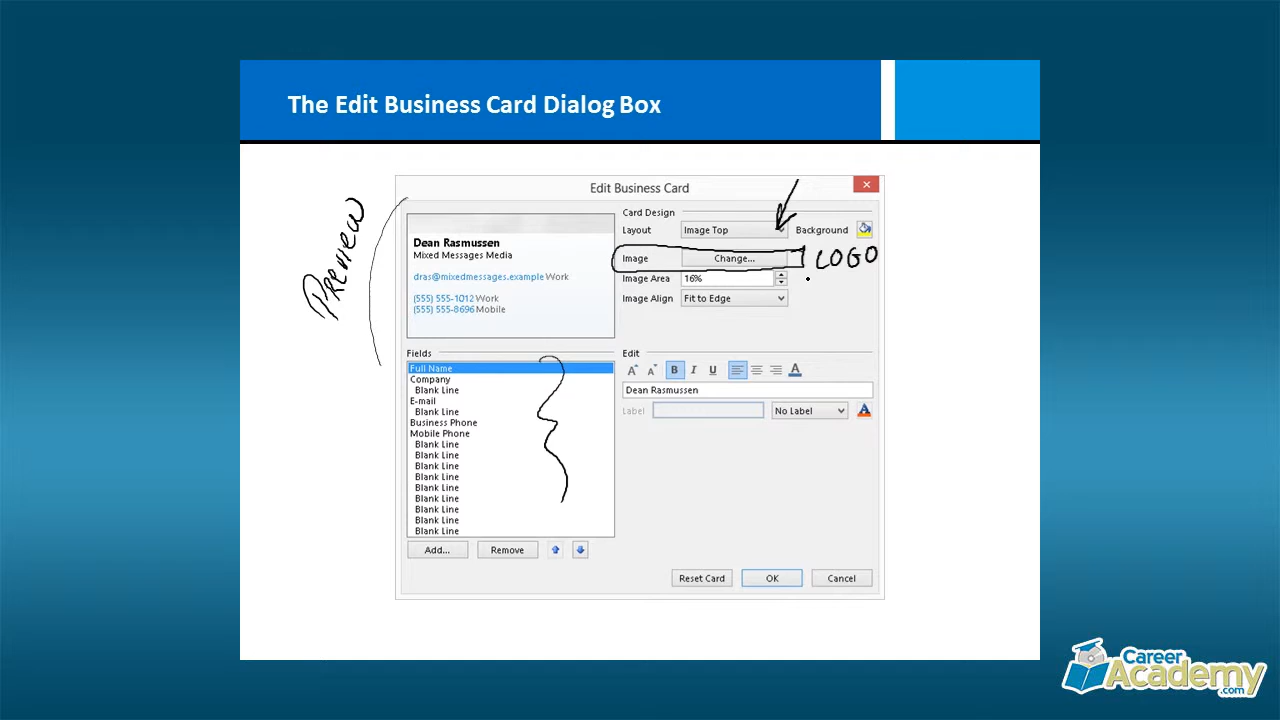 The Edit Business Card Dialog Box
Edit Business Card
Preview
Dean Rasmussen
Mixed Messages Media
dras@mixedmessages.example Work
(555) 555-1012 Work
(555) 555-8696 Mobile
Card Design
Layout Image Top Background
Image Change... LOGO
Image Area 16%
Image Align Fit to Edge
Fields
Full Name
Company
Blank Line
E-mail
Blank Line
Business Phone
Mobile Phone
Blank Line
Blank Line
Blank Line
Blank Line
Blank Line
Blank Line
Blank Line
Blank Line
Blank Line
Add... Remove
Edit
A A B I U A
Dean Rasmussen
Label No Label A
Reset Card OK Cancel
Career
Academy
.com